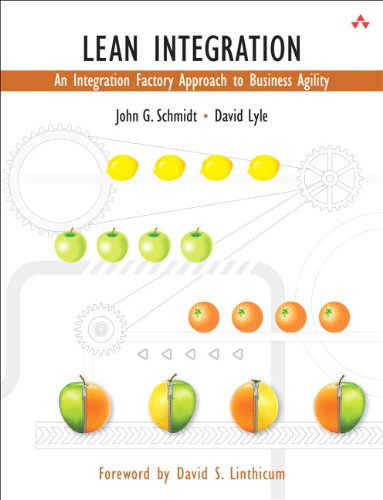 LEAN INTEGRATION
An Integration Factory Approach to Business Agility
John G. Schmidt • David Lyle
Foreword by David S. Linthicum